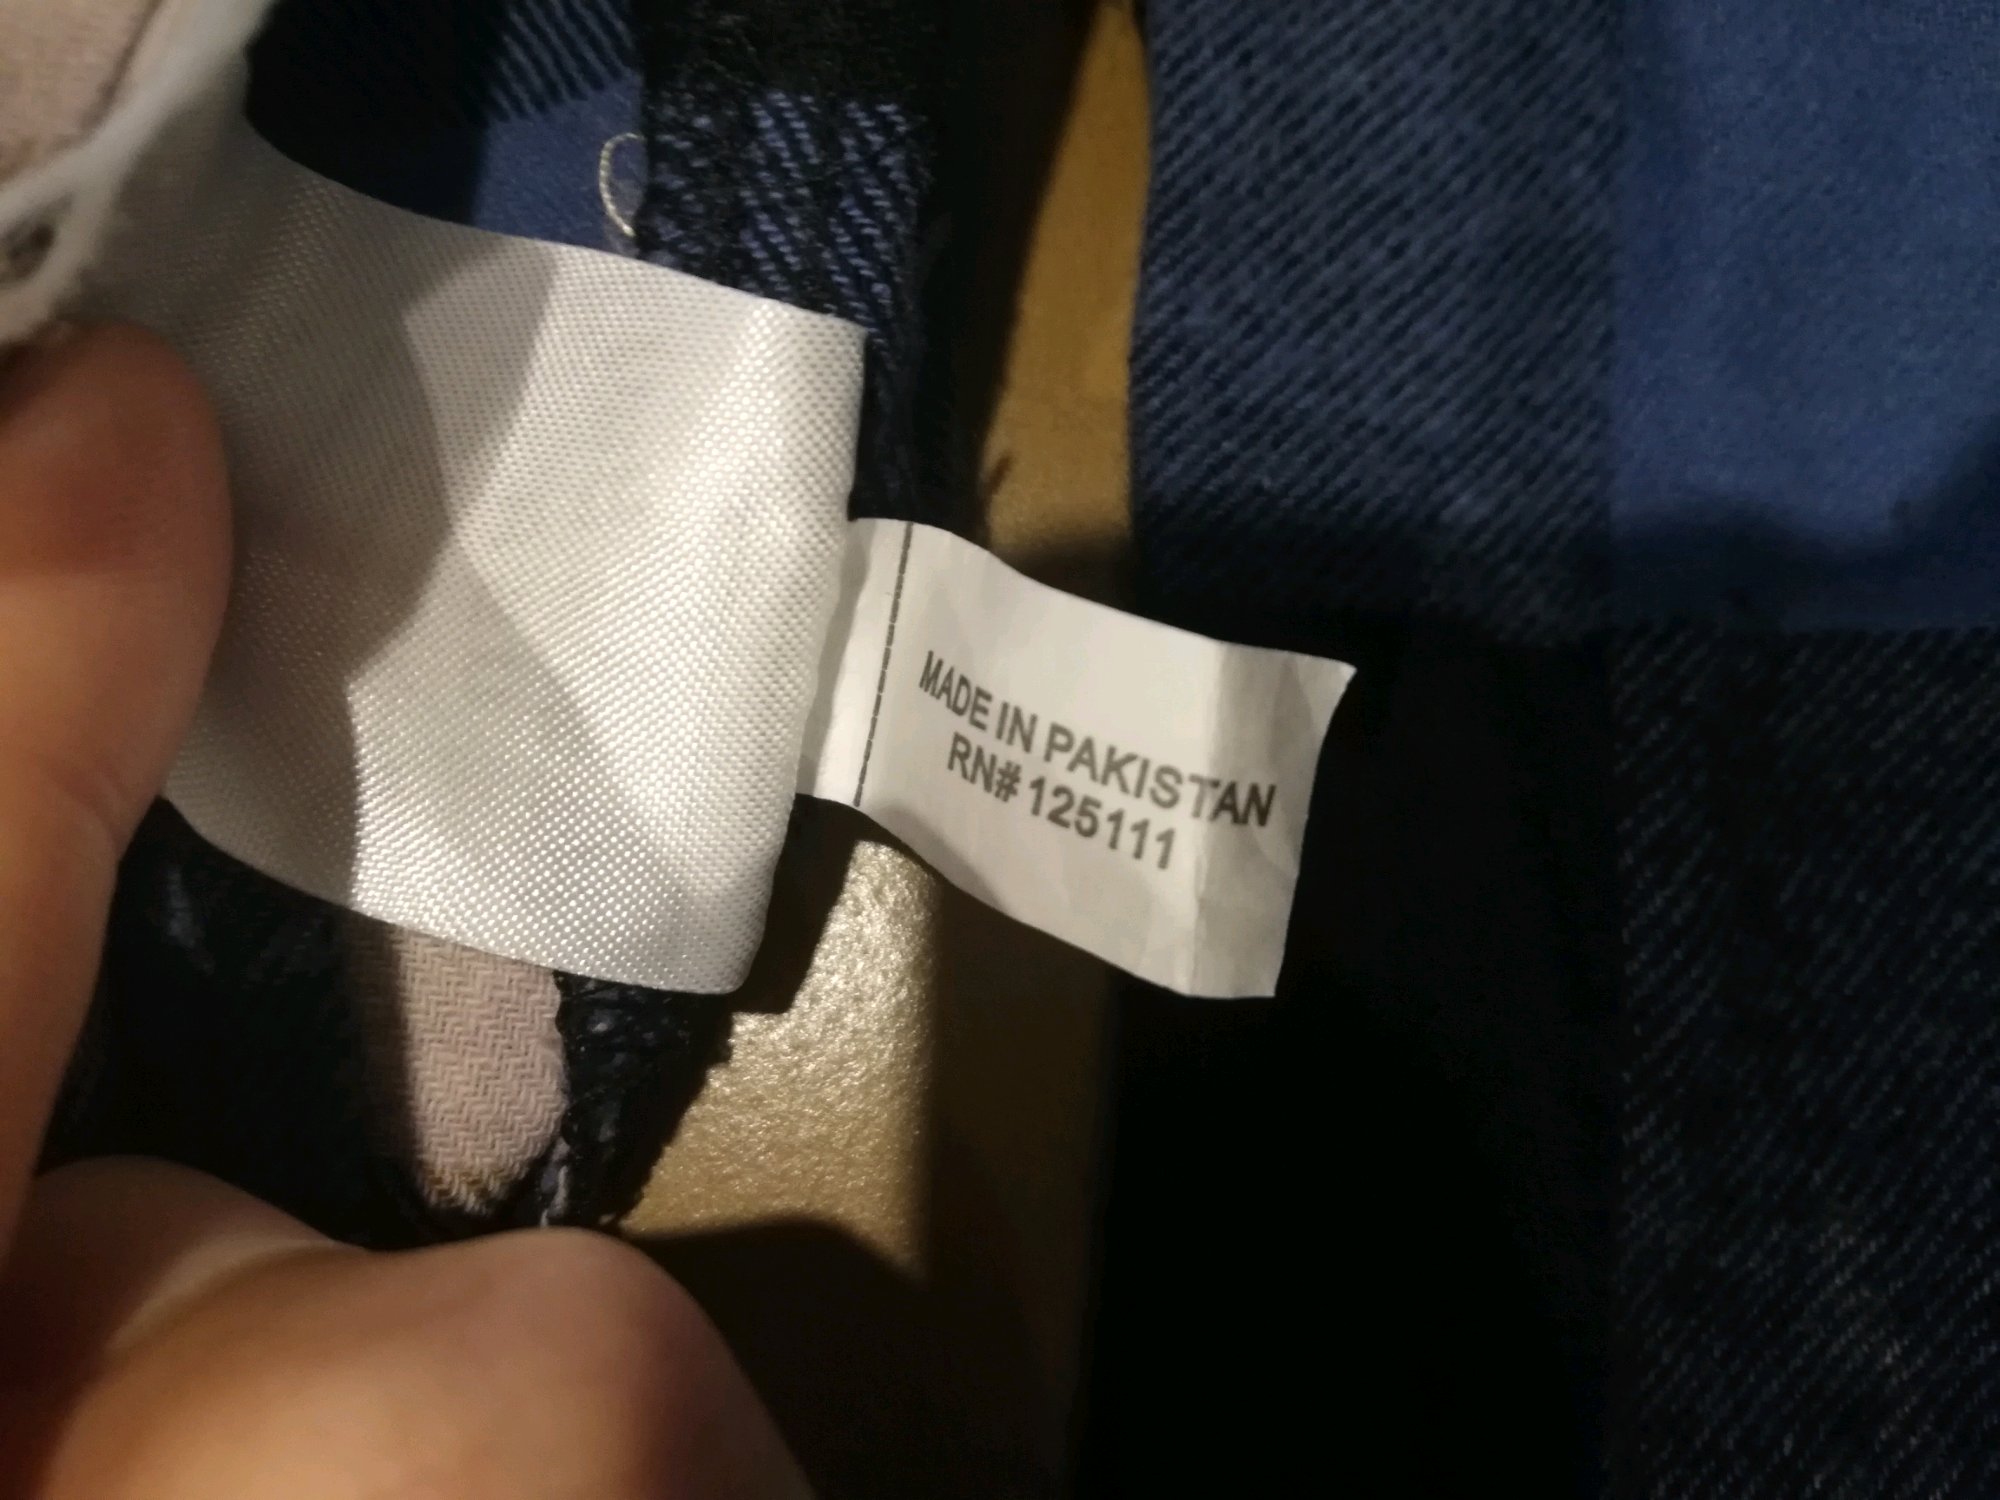 MADE IN PAKISTAN
RN# 125111